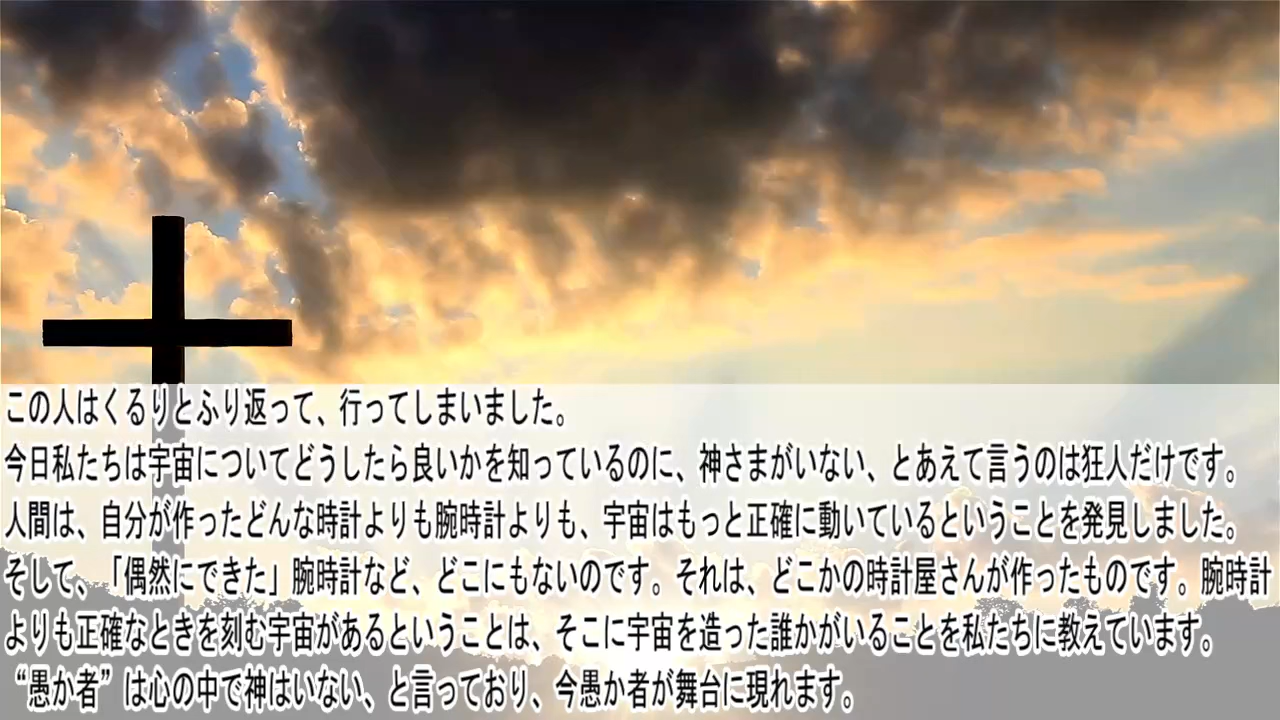 この人はくるりとふり返って、行ってしまいました。
今日私たちは宇宙についてどうしたら良いかを知っているのに、神さまがいない、とあえて言うのは狂人だけです。
人間は、自分が作ったどんな時計よりも腕時計よりも、宇宙はもっと正確に動いているということを発見しました。
そして、「偶然にできた」腕時計など、どこにもないのです。それは、どこかの時計屋さんが作ったものです。腕時計
よりも正確なときを刻む宇宙があるということは、そこに宇宙を造った誰かがいることを私たちに教えています。
“愚か者”は心の中で神はいない、と言っており、今愚か者が舞台に現れます。